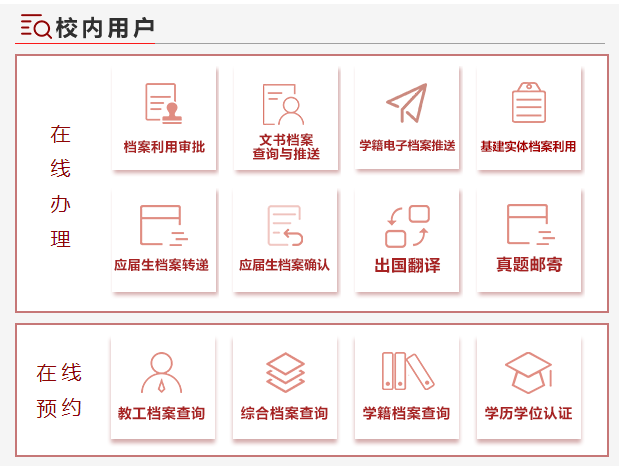 校内用户
在线办理
档案利用审批
文书档案
查询与推送
学籍电子档案推送
基建实体档案利用
应届生档案转递
应届生档案确认
出国翻译
真题邮寄
在线
预约
教工档案查询
综合档案查询
学籍档案查询
学历学位认证